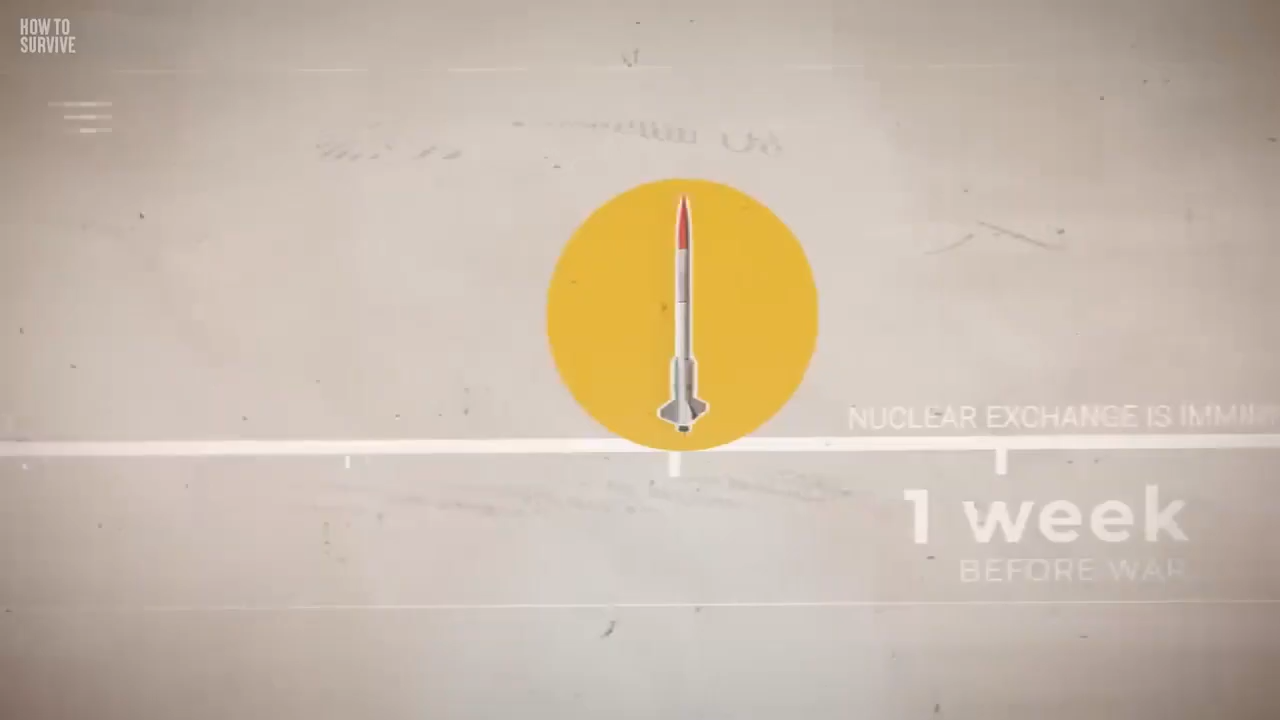 HOW TO
SURVIVE
NUCLEAR EXCHANGE IS
1 week
BEFORE WAR